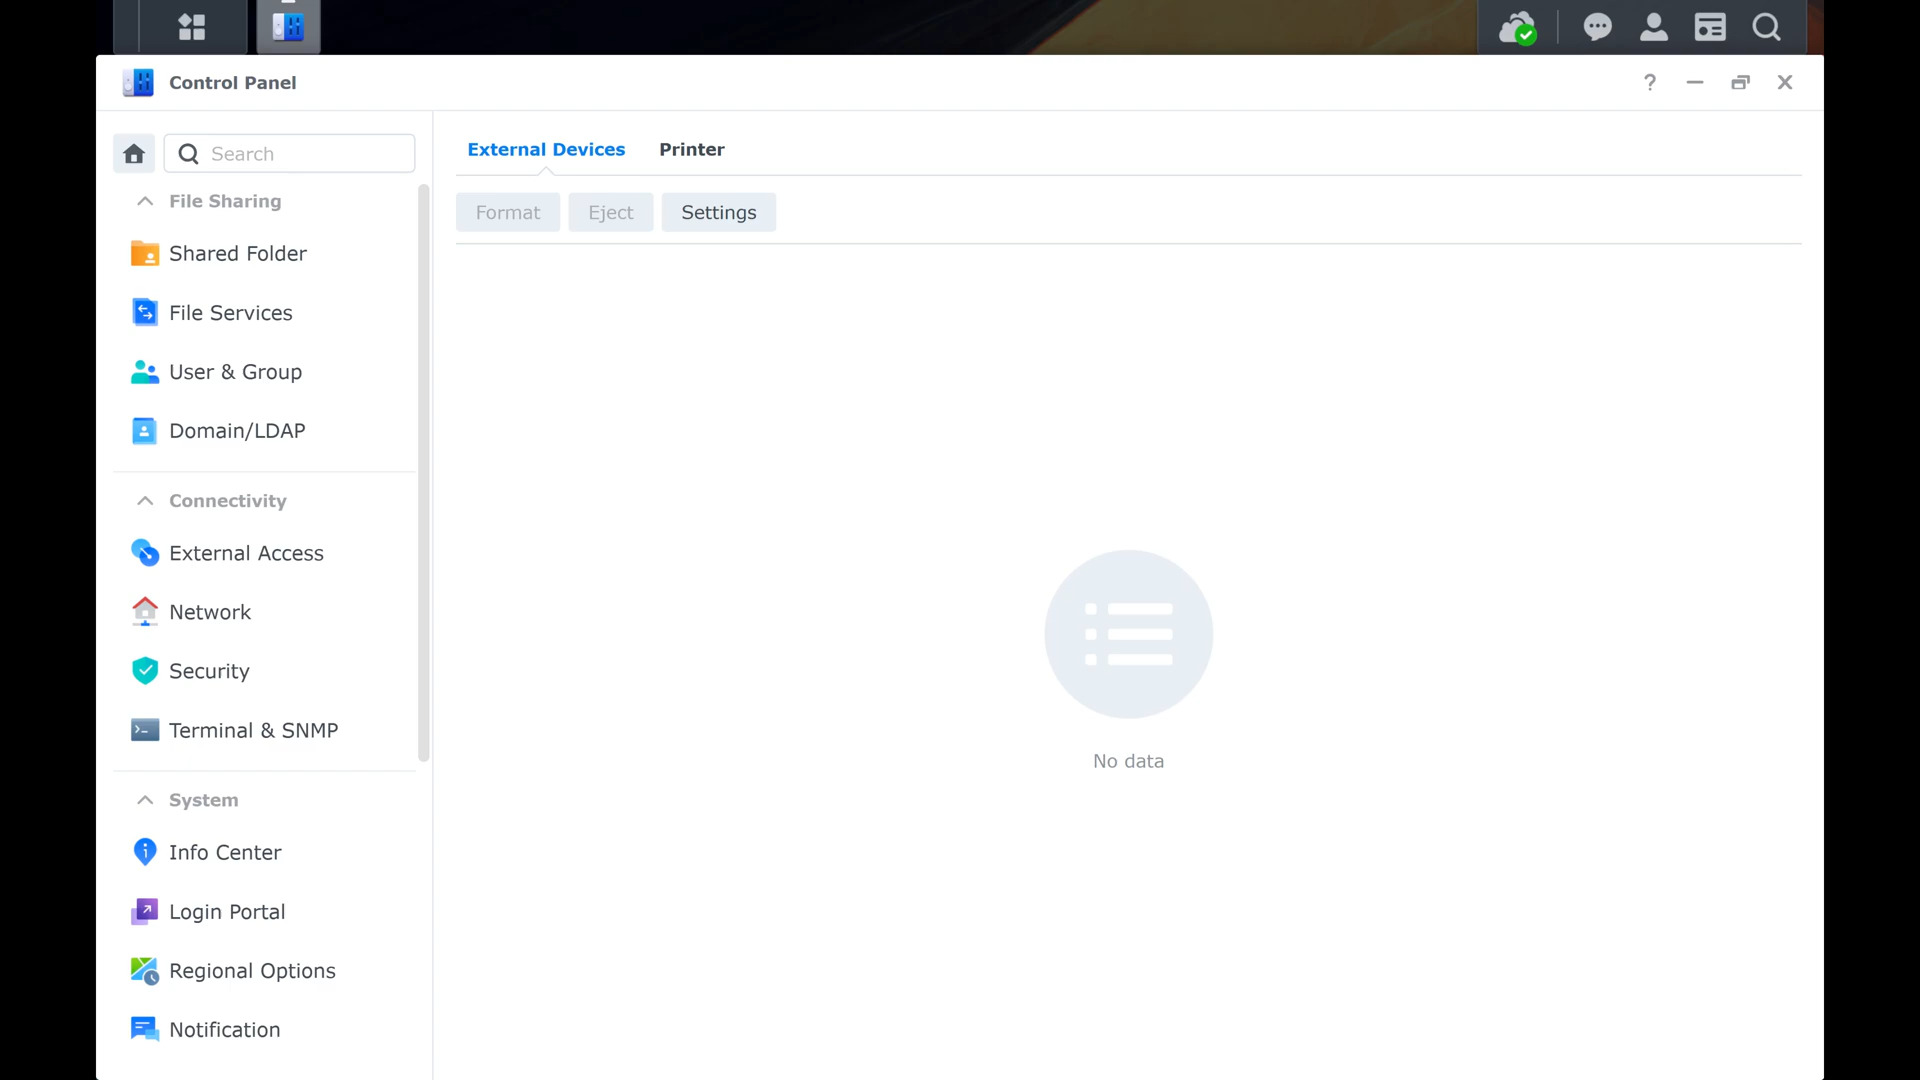 Control Panel
?
Search
External Devices
Printer
File Sharing
Format
Eject
Settings
Shared Folder
File Services
User & Group
Domain/LDAP
Connectivity
External Access
Network
Security
Terminal & SNMP
No data
System
Info Center
Login Portal
Regional Options
Notification